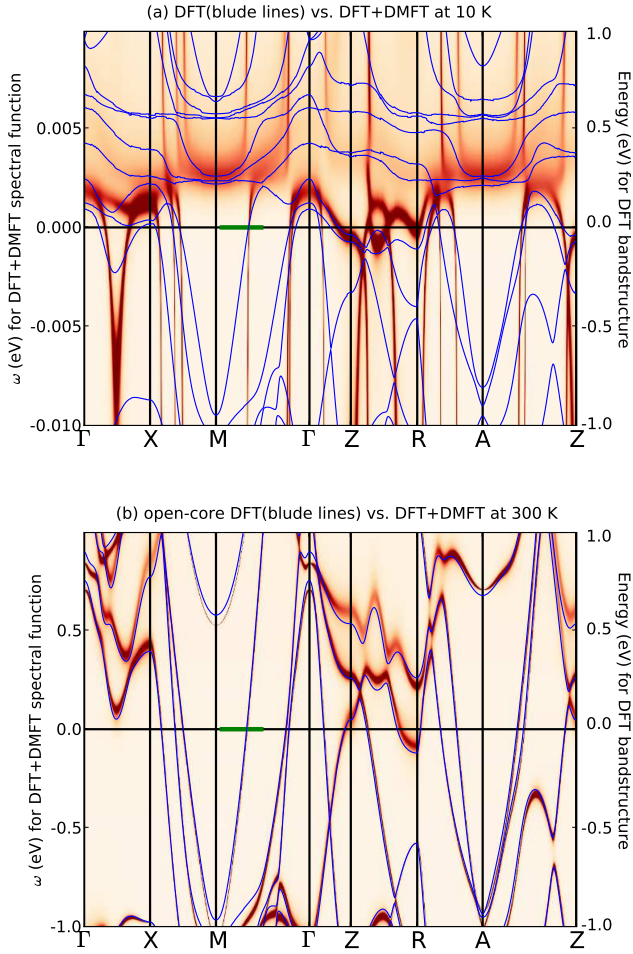 (a) DFT(blude lines) vs. DFT+DMFT at 10 K
ω (eV) for DFT+DMFT spectral function
0.005
0.000
-0.005
-0.010
1.0
0.5
0.0
-0.5
-1.0
Energy (eV) for DFT bandstructure
Γ X M Γ Z R A Z
(b) open-core DFT(blude lines) vs. DFT+DMFT at 300 K
ω (eV) for DFT+DMFT spectral function
0.5
0.0
-0.5
-1.0
1.0
0.5
0.0
-0.5
-1.0
Energy (eV) for DFT bandstructure
Γ X M Γ Z R A Z